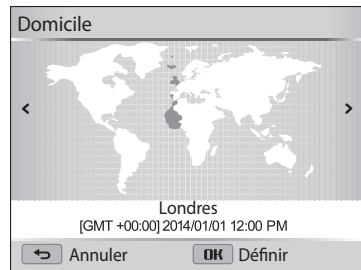 Domicile
Londres
[GMT +00:00] 2014/01/01 12:00 PM
Annuler
OK Définir